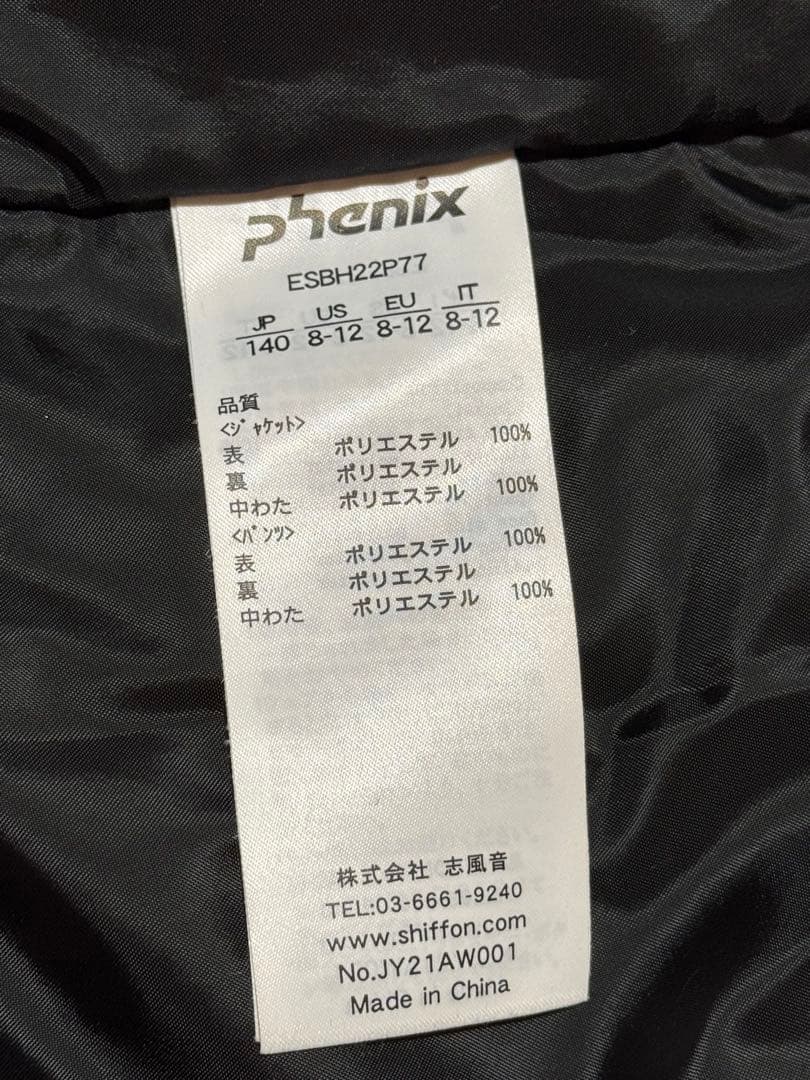 phenix
ESBH22P77
JP US EU IT
140 8-12 8-12 8-12
品質
<ｼﾞｬｹｯﾄ>
表 ポリエステル 100%
裏 ポリエステル
中わた ポリエステル 100%
<ﾊﾟﾝﾂ>
表 ポリエステル 100%
裏 ポリエステル
中わた ポリエステル 100%
株式会社 志風音
TEL:03-6661-9240
www.shiffon.com
No.JY21AW001
Made in China